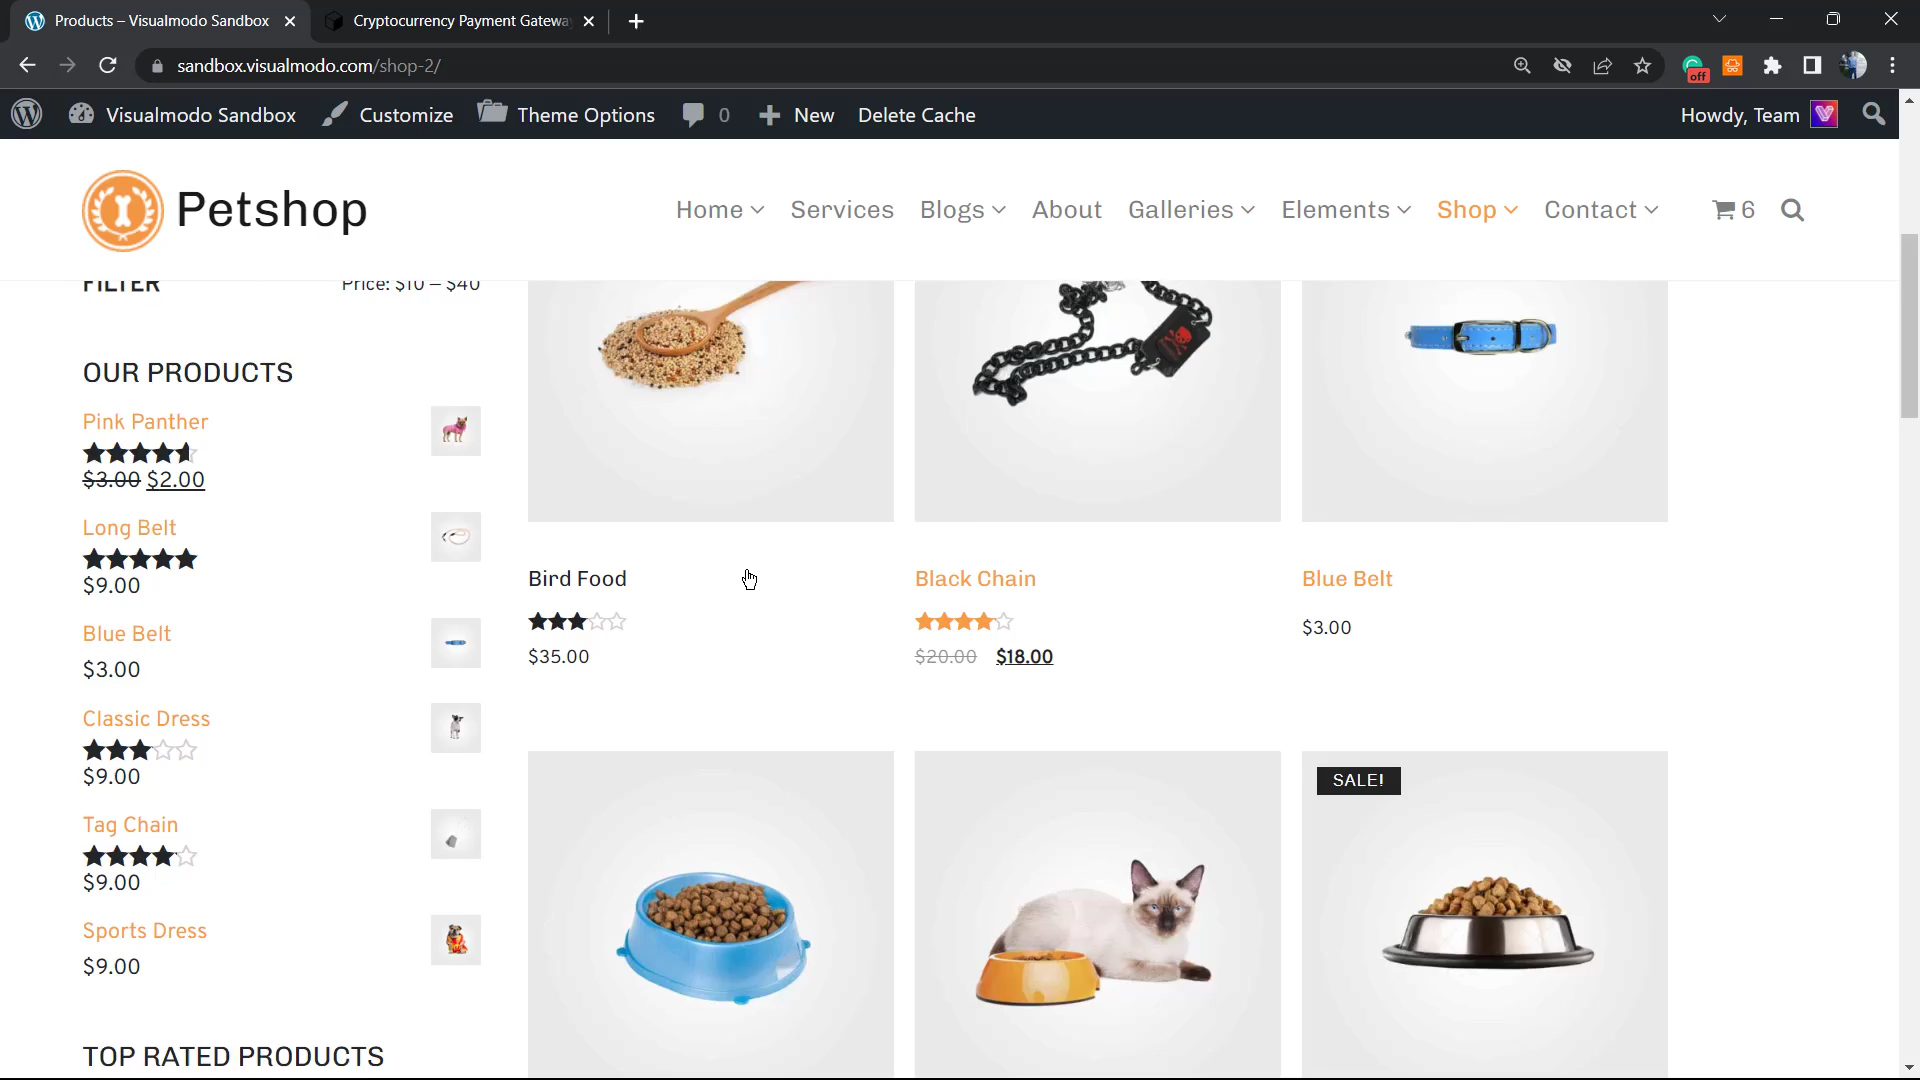 Products – Visualmodo Sandbox
Cryptocurrency Payment Gateway
sandbox.visualmodo.com/shop-2/
off
Visualmodo Sandbox
Customize
Theme Options
0
New
Delete Cache
Howdy, Team
Petshop
Home
Services
Blogs
About
Galleries
Elements
Shop
Contact
6
FILTER
Price: $10 — $40
OUR PRODUCTS
Pink Panther
$3.00 $2.00
Long Belt
$9.00
Blue Belt
$3.00
Classic Dress
$9.00
Tag Chain
$9.00
Sports Dress
$9.00
TOP RATED PRODUCTS
Bird Food
$35.00
Black Chain
$20.00 $18.00
Blue Belt
$3.00
SALE!